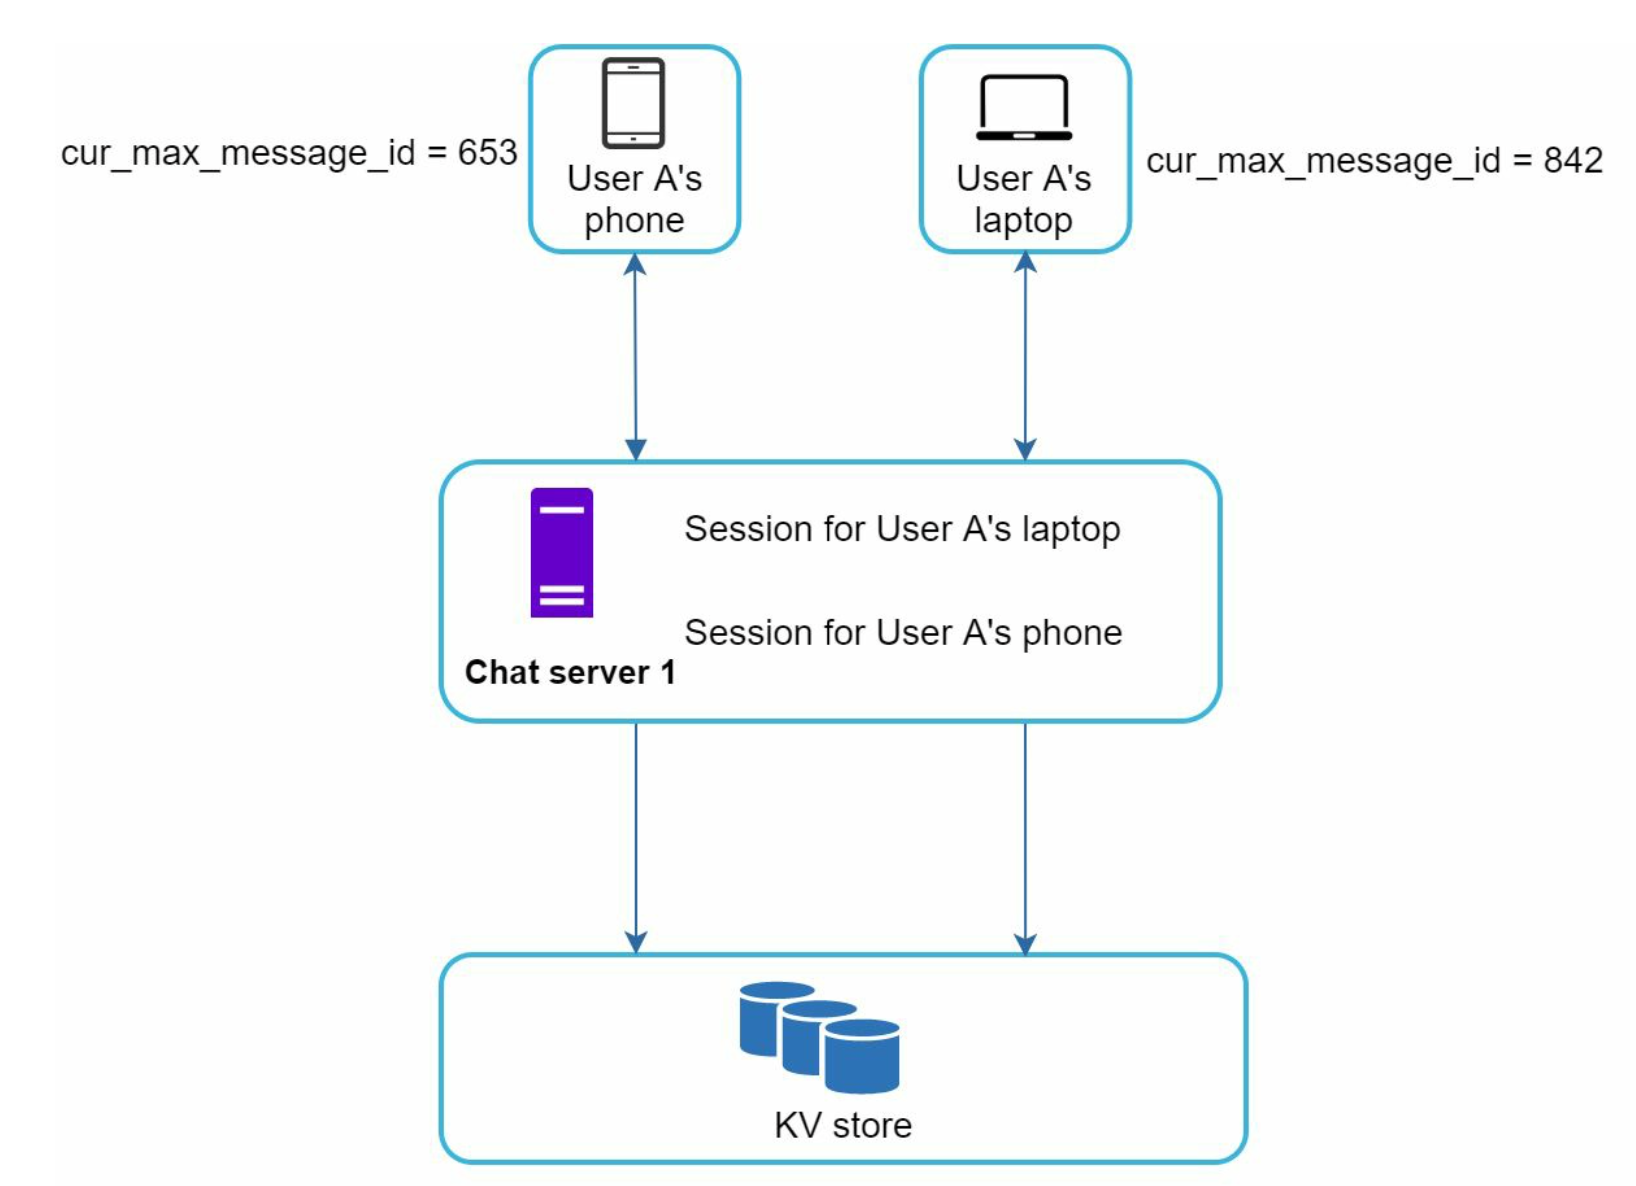 cur_max_message_id = 653
User A's
phone
User A's
laptop
cur_max_message_id = 842
Session for User A's laptop
Session for User A's phone
Chat server 1
KV store